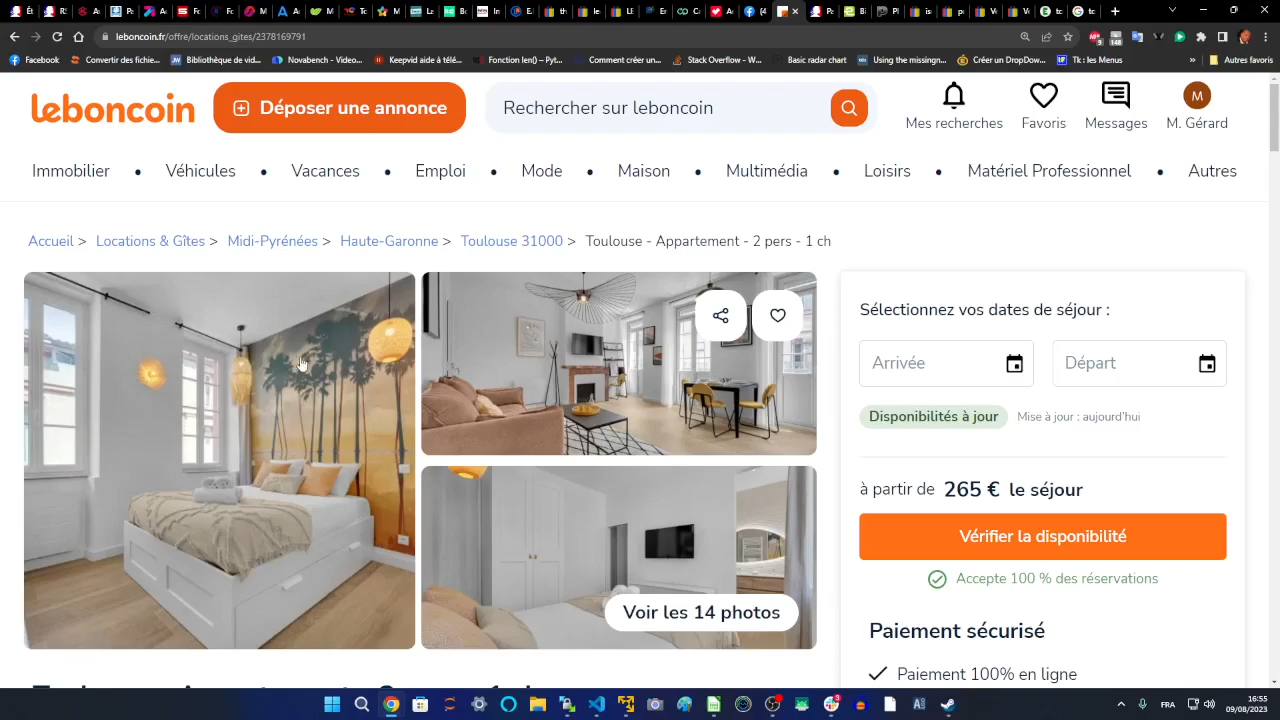 leboncoin.fr/offre/locations_gites/2378169791
Facebook
Convertir des fichie...
Bibliothèque de vid...
Novabench - Video...
Keepvid aide à télé...
Fonction len() – Pyt...
Comment créer un...
Stack Overflow – W...
Basic radar chart
Using the missingn...
Créer un DropDow...
Tk : les Menus
»
Autres favoris
leboncoin
Déposer une annonce
Rechercher sur leboncoin
Mes recherches
Favoris
Messages
M
M. Gérard
Immobilier • Véhicules • Vacances • Emploi • Mode • Maison • Multimédia • Loisirs • Matériel Professionnel • Autres
Accueil > Locations & Gîtes > Midi-Pyrénées > Haute-Garonne > Toulouse 31000 > Toulouse - Appartement - 2 pers - 1 ch
Sélectionnez vos dates de séjour :
Arrivée
Départ
Disponibilités à jour
Mise à jour : aujourd'hui
à partir de 265 € le séjour
Vérifier la disponibilité
Accepte 100 % des réservations
Voir les 14 photos
Paiement sécurisé
Paiement 100% en ligne
FRA
16:55
09/08/2023